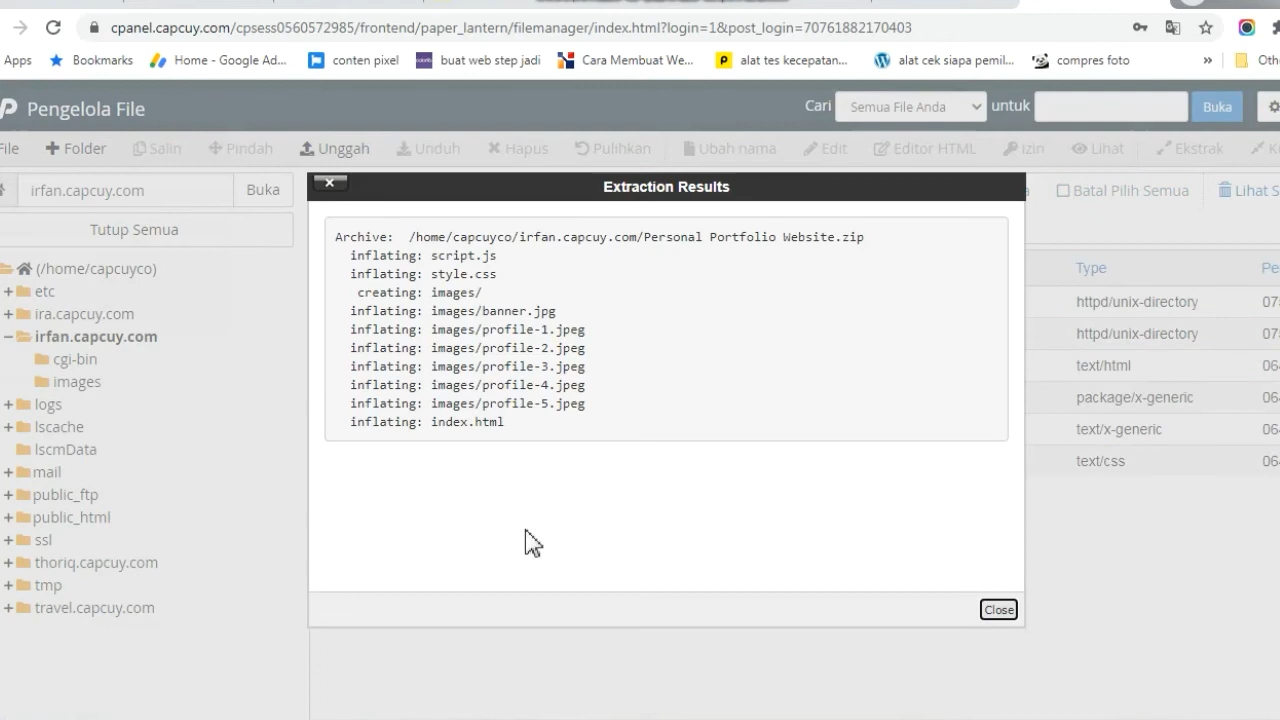 cpanel.capcuy.com/cpsess0560572985/frontend/paper_lantern/filemanager/index.html?login=1&post_login=70761882170403
Apps Bookmarks Home - Google Ad... conten pixel buat web step jadi Cara Membuat We... alat tes kecepatan... alat cek siapa pemil... compres foto »
Pengelola File Cari Semua File Anda untuk Buka
File + Folder Salin Pindah Unggah Unduh Hapus Pulihkan Ubah nama Edit Editor HTML izin Lihat Ekstrak
irfan.capcuy.com Buka Batal Pilih Semua Lihat S
Extraction Results
Tutup Semua
Archive:  /home/capcuyco/irfan.capcuy.com/Personal Portfolio Website.zip
inflating: script.js
inflating: style.css
creating: images/
inflating: images/banner.jpg
inflating: images/profile-1.jpeg
inflating: images/profile-2.jpeg
inflating: images/profile-3.jpeg
inflating: images/profile-4.jpeg
inflating: images/profile-5.jpeg
inflating: index.html
Close
(/home/capcuyco)
+ etc
+ ira.capcuy.com
− irfan.capcuy.com
cgi-bin
images
+ logs
+ lscache
lscmData
+ mail
+ public_ftp
+ public_html
+ ssl
+ thoriq.capcuy.com
+ tmp
+ travel.capcuy.com
Type Pe
httpd/unix-directory 07
httpd/unix-directory 07
text/html 06
package/x-generic 06
text/x-generic 06
text/css 06